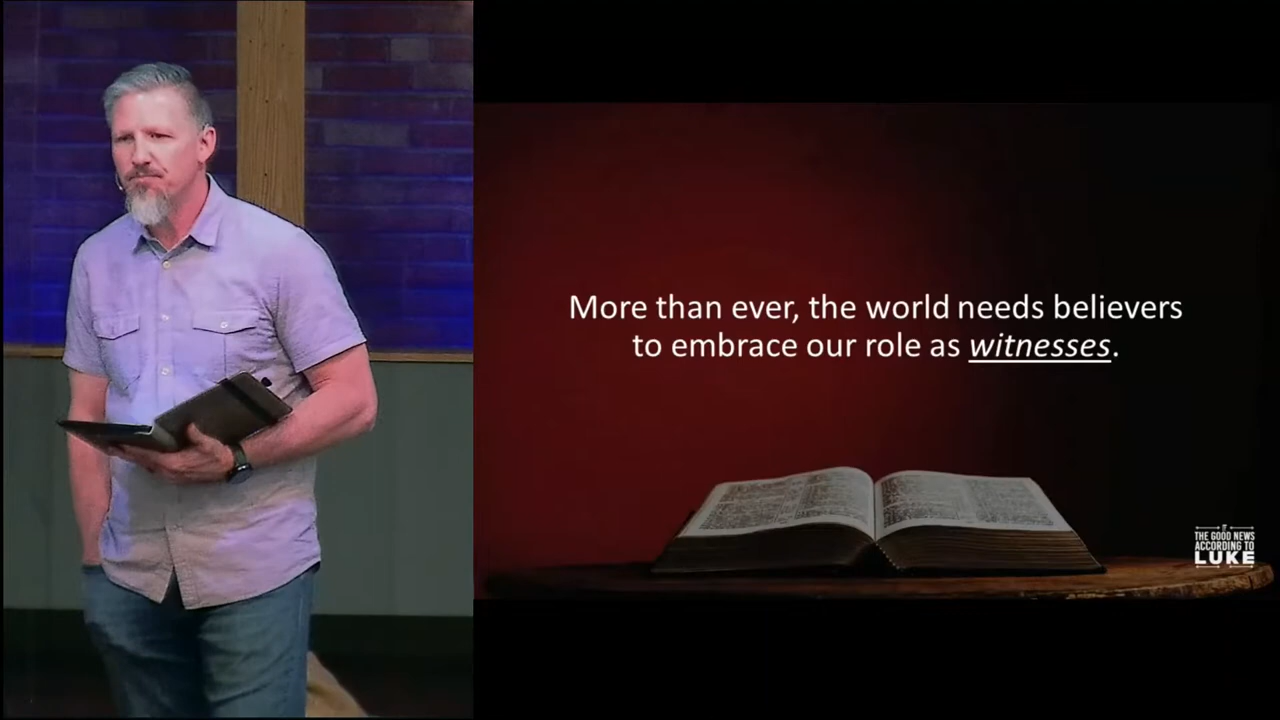 More than ever, the world needs believers
to embrace our role as witnesses.
THE GOOD NEWS
ACCORDING TO
LUKE